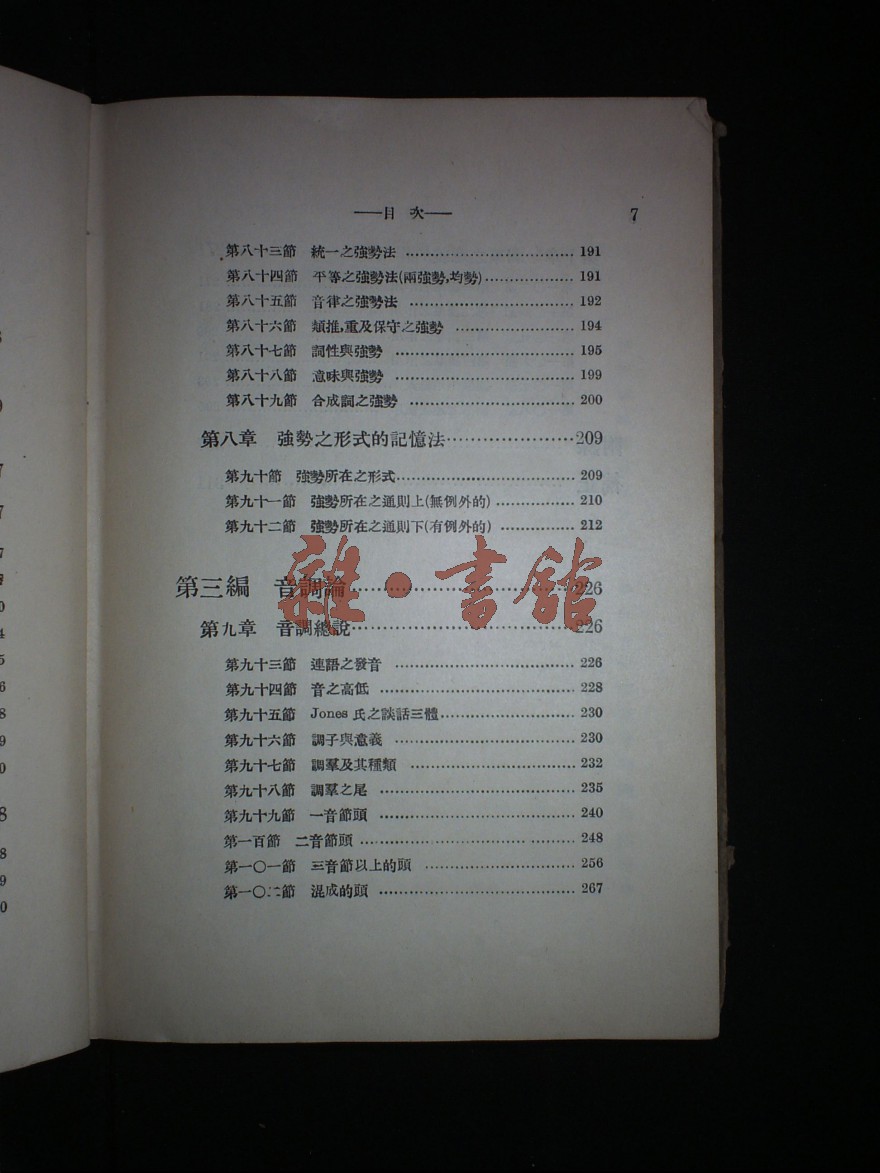 ——目 次—— 7
第八十三節 統一之強勢法 191
第八十四節 平等之強勢法(兩強勢,均勢) 191
第八十五節 音律之強勢法 192
第八十六節 類推,重及保守之強勢 194
第八十七節 詞性與強勢 195
第八十八節 意味與強勢 199
第八十九節 合成詞之強勢 200
第八章 強勢之形式的記憶法 209
第九十節 強勢所在之形式 209
第九十一節 強勢所在之通則上(無例外的) 210
第九十二節 強勢所在之通則下(有例外的) 212
第三編 音調論 226
雜·書館
第九章 音調總說 226
第九十三節 連語之發音 226
第九十四節 音之高低 228
第九十五節 Jones 氏之談話三體 230
第九十六節 調子與意義 230
第九十七節 調羣及其種類 232
第九十八節 調羣之尾 235
第九十九節 一音節頭 240
第一百節 二音節頭 248
第一〇一節 三音節以上的頭 256
第一〇二節 混成的頭 267